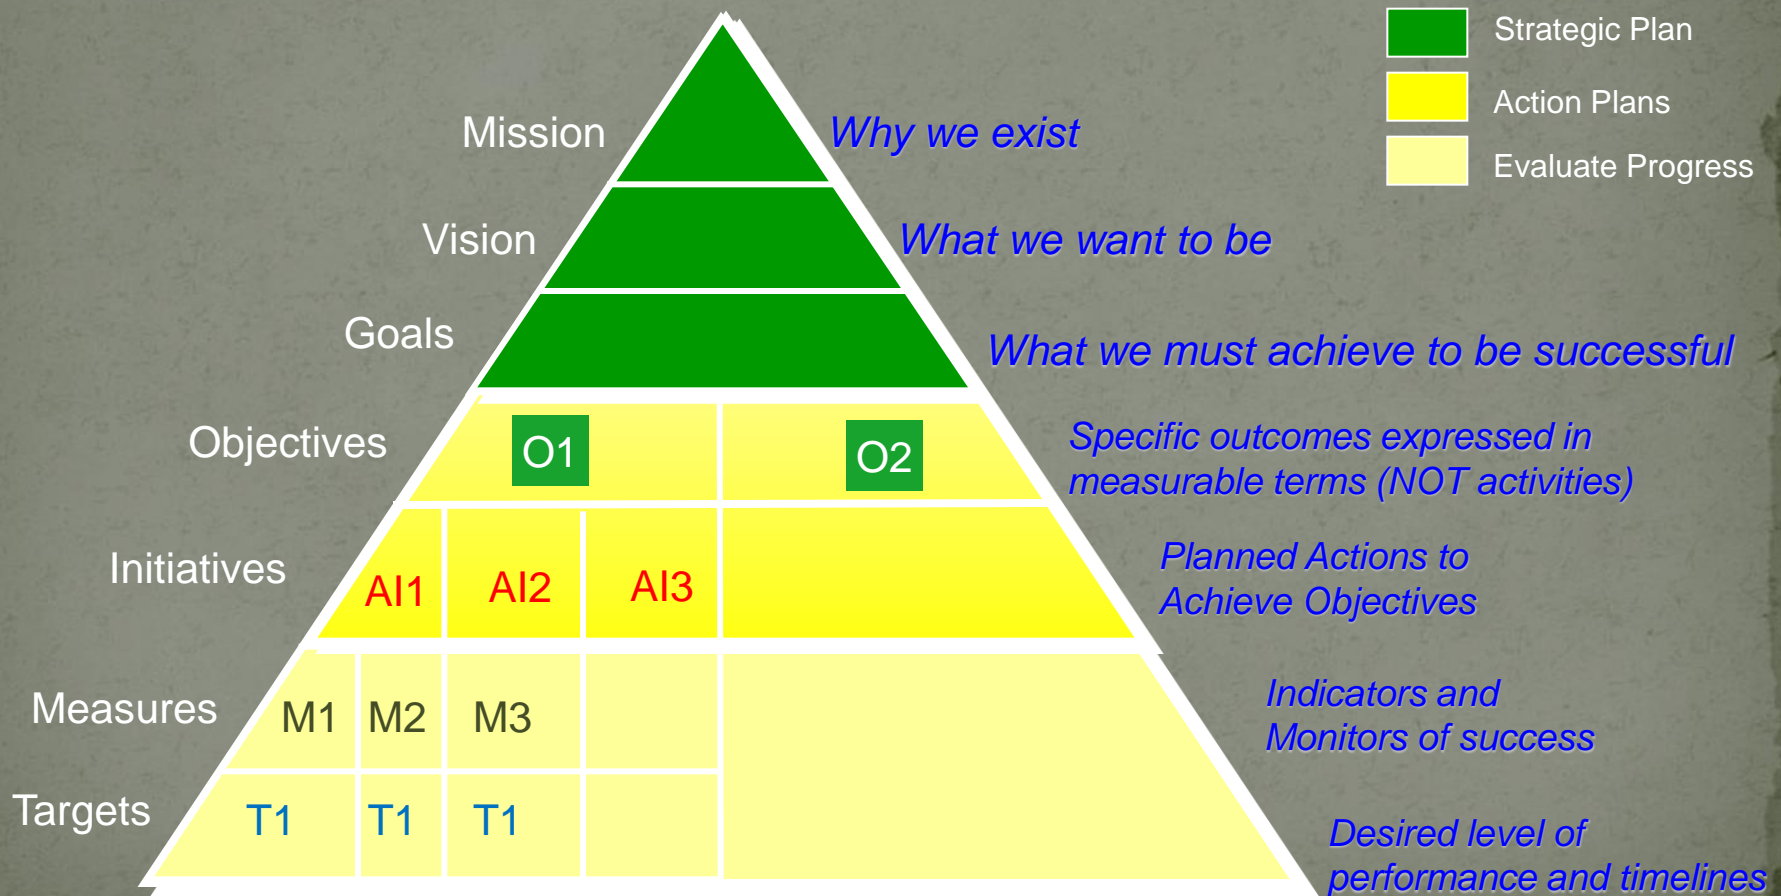 Strategic Plan
Action Plans
Evaluate Progress
Mission
Why we exist
Vision
What we want to be
Goals
What we must achieve to be successful
Objectives
O1
O2
Specific outcomes expressed in
measurable terms (NOT activities)
Initiatives
AI1
AI2
AI3
Planned Actions to
Achieve Objectives
Measures
M1
M2
M3
Indicators and
Monitors of success
Targets
T1
T1
T1
Desired level of
performance and timelines